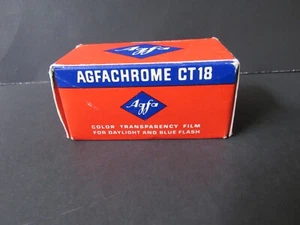 Agfa
AGFACHROME CT18
Agfa
COLOR TRANSPARENCY FILM
FOR DAYLIGHT AND BLUE FLASH